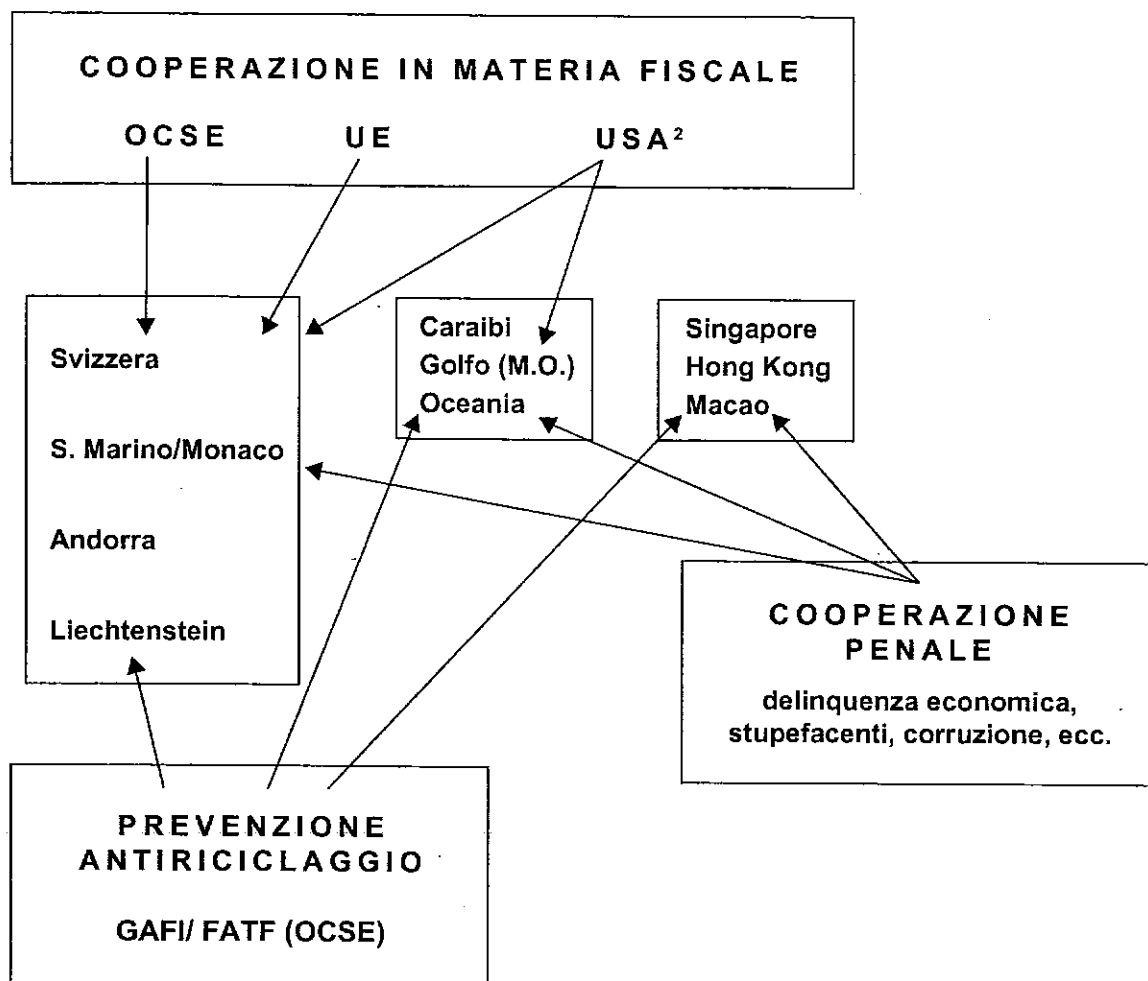 COOPERAZIONE IN MATERIA FISCALE
OCSE UE USA²
Svizzera
S. Marino/Monaco
Andorra
Liechtenstein
Caraibi
Golfo (M.O.)
Oceania
Singapore
Hong Kong
Macao
COOPERAZIONE
PENALE
delinquenza economica,
stupefacenti, corruzione, ecc.
PREVENZIONE
ANTIRICICLAGGIO
GAFI/ FATF (OCSE)